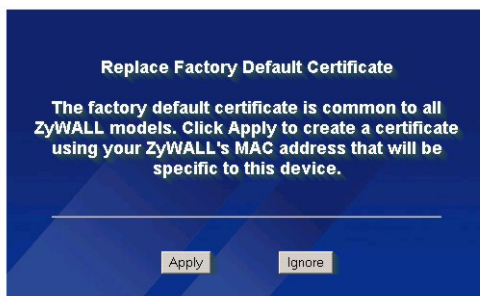 Replace Factory Default Certificate
The factory default certificate is common to all
ZyWALL models. Click Apply to create a certificate
using your ZyWALL's MAC address that will be
specific to this device.
Apply
Ignore